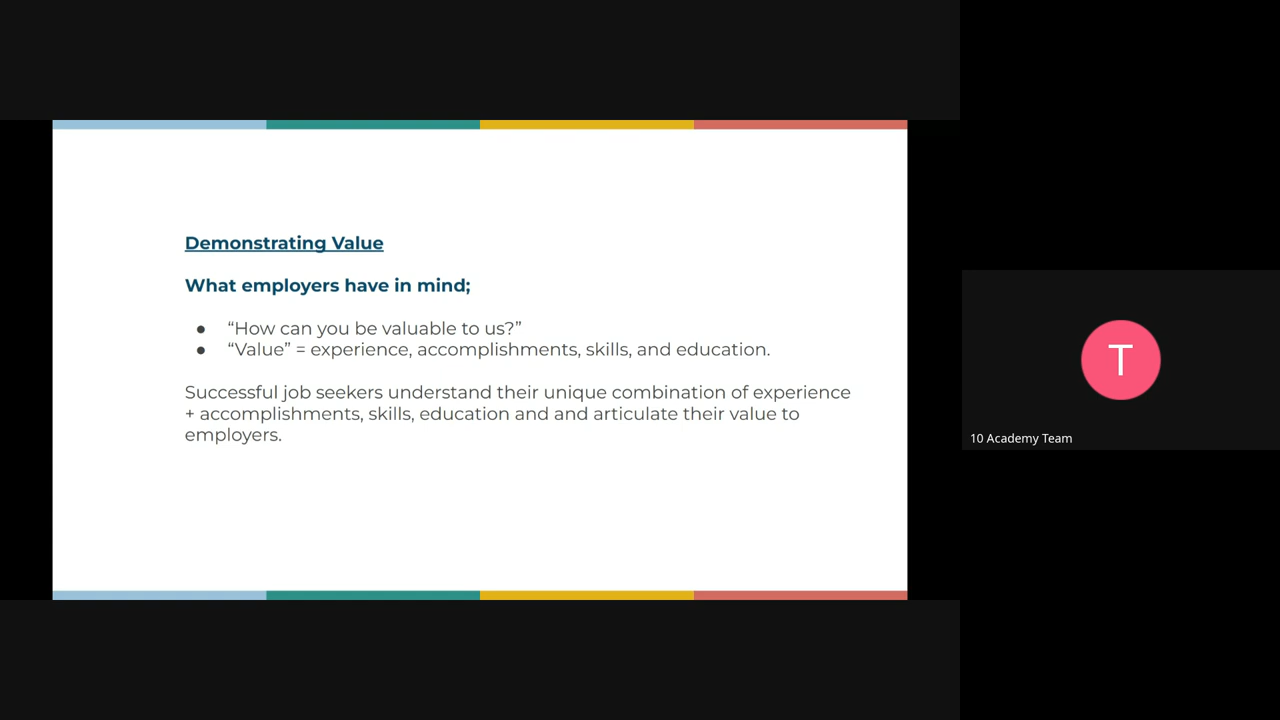 Demonstrating Value
What employers have in mind;
● “How can you be valuable to us?”
● “Value” = experience, accomplishments, skills, and education.
Successful job seekers understand their unique combination of experience
+ accomplishments, skills, education and and articulate their value to
employers.
T
10 Academy Team